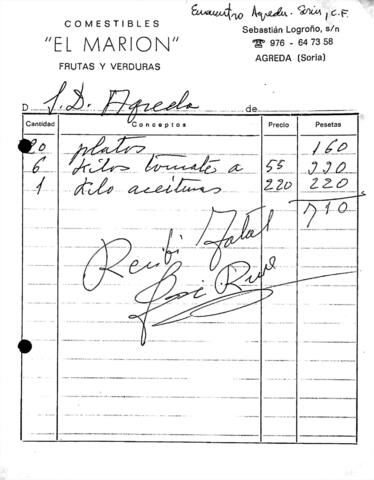 COMESTIBLES
"EL MARION"
FRUTAS Y VERDURAS
Encuentro Agreda - Soria, C.F.
Sebastián Logroño, s/n
☎ 976 - 64 73 58
AGREDA (Soria)
D. S.D. Agreda de
Cantidad Conceptos Precio Pesetas
20 platos 160
6 kilos tomate a 55 330
1 kilo aceitunas 220 220
710
Recibí Total
José Ruiz